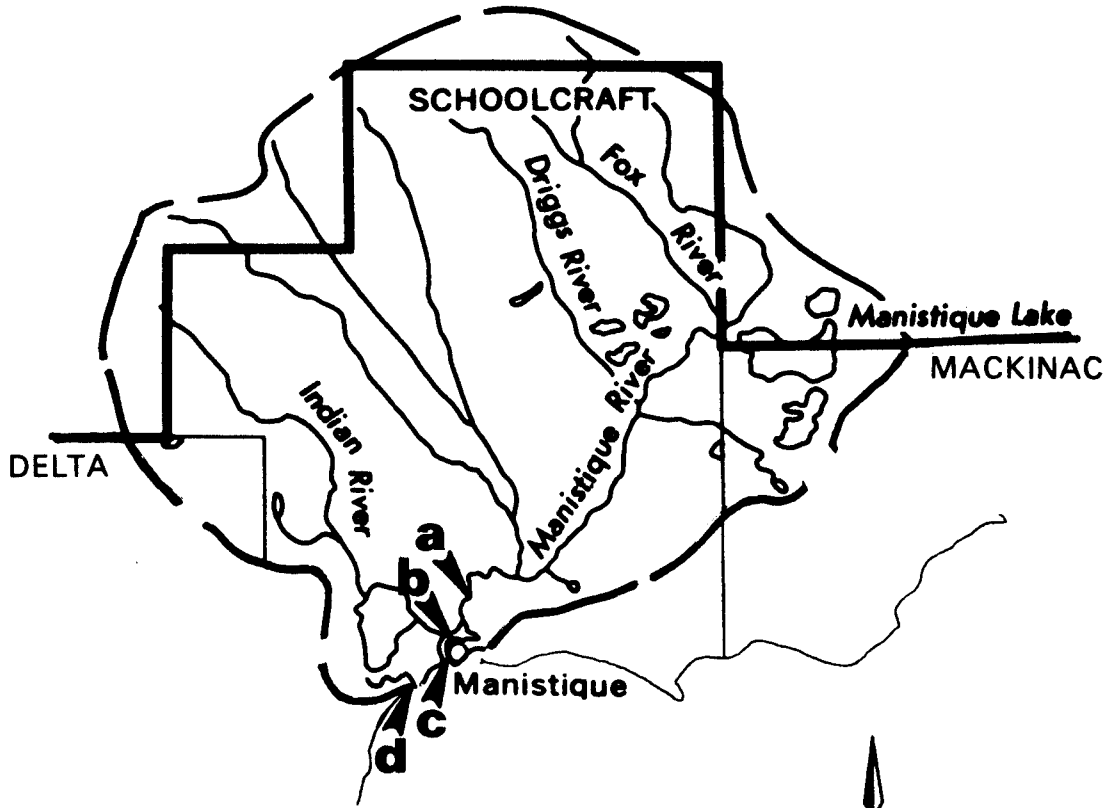 SCHOOLCRAFT
Fox
River
Driggs River
Manistique Lake
MACKINAC
Manistique River
Indian
River
DELTA
S
a
b
Manistique
c
d